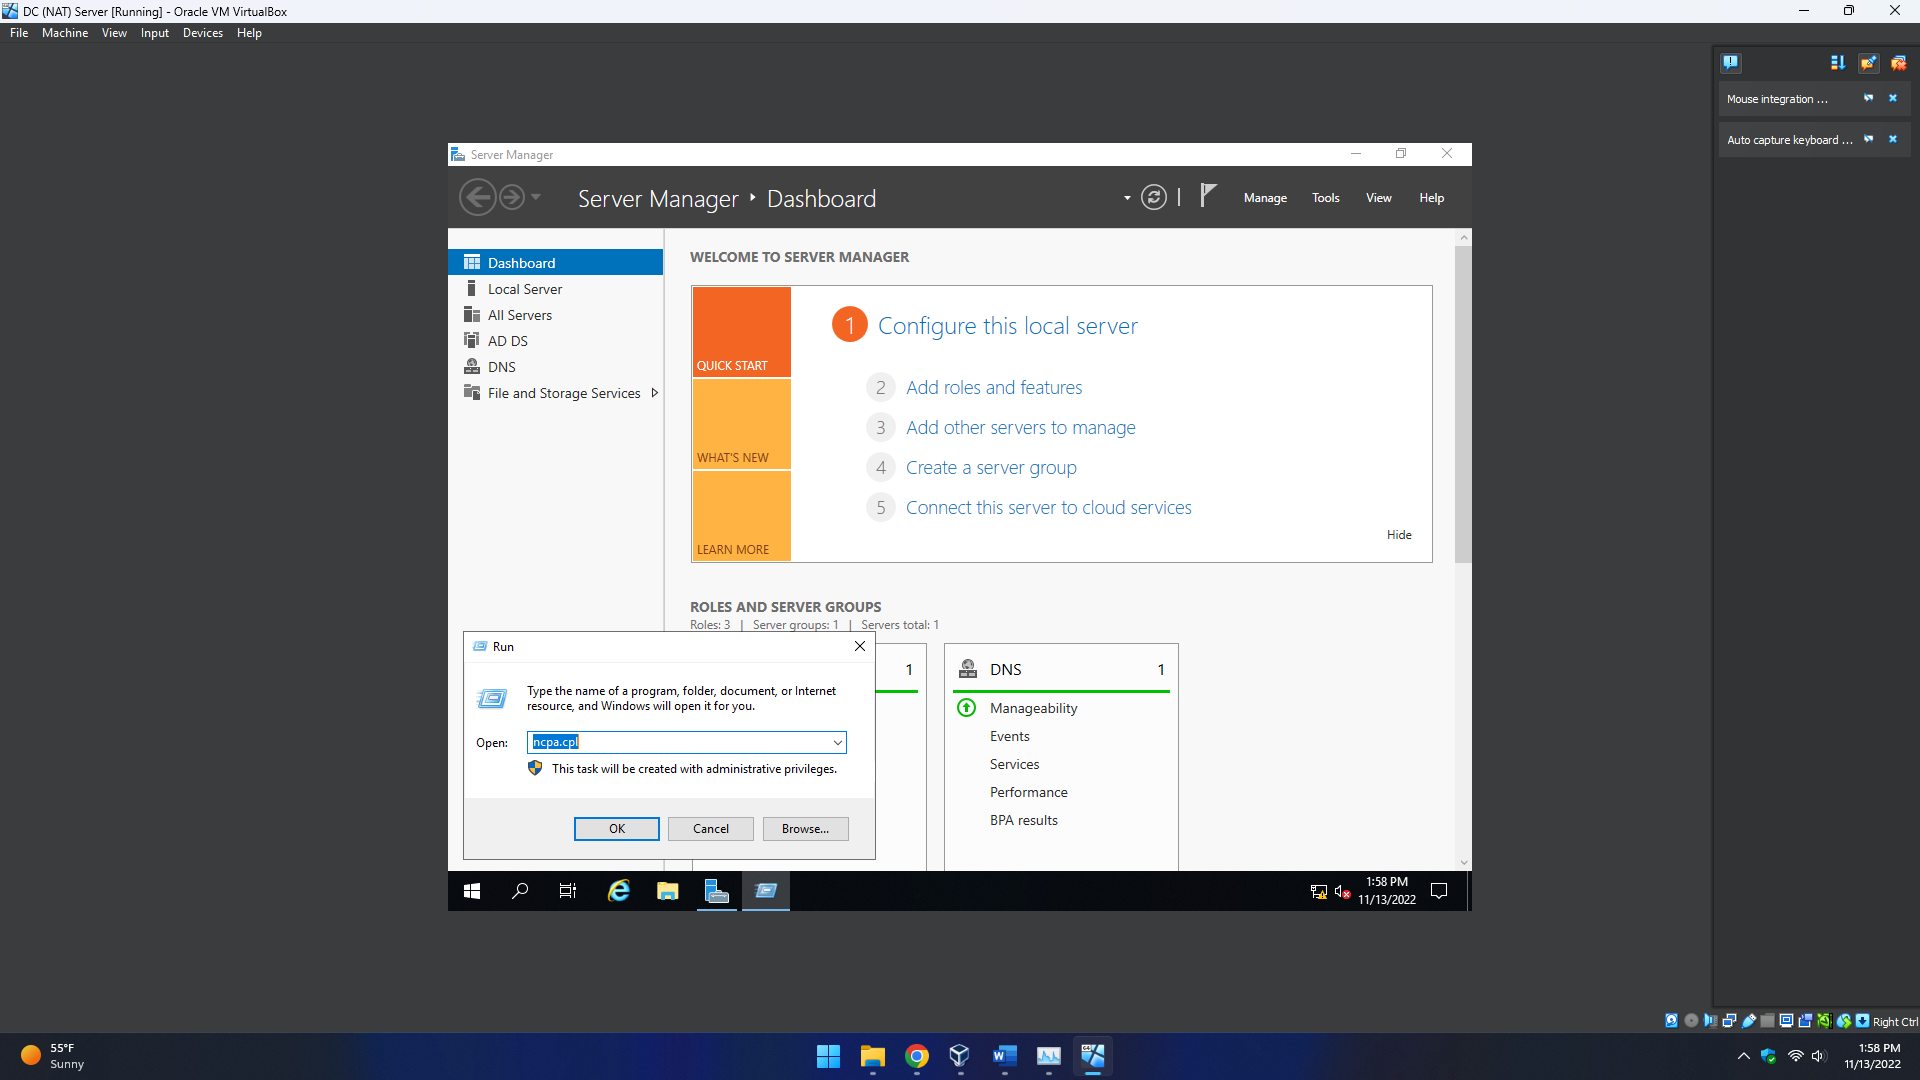 DC (NAT) Server [Running] - Oracle VM VirtualBox
File Machine View Input Devices Help
Mouse integration ...
Auto capture keyboard ...
Server Manager
Server Manager Dashboard
Manage Tools View Help
Dashboard
Local Server
All Servers
AD DS
DNS
File and Storage Services
WELCOME TO SERVER MANAGER
QUICK START
WHAT'S NEW
LEARN MORE
1 Configure this local server
2 Add roles and features
3 Add other servers to manage
4 Create a server group
5 Connect this server to cloud services
Hide
ROLES AND SERVER GROUPS
Roles: 3 | Server groups: 1 | Servers total: 1
1
DNS 1
Manageability
Events
Services
Performance
BPA results
Run
Type the name of a program, folder, document, or Internet
resource, and Windows will open it for you.
Open: ncpa.cpl
This task will be created with administrative privileges.
OK Cancel Browse...
1:58 PM
11/13/2022
Right Ctrl
55°F
Sunny
1:58 PM
11/13/2022